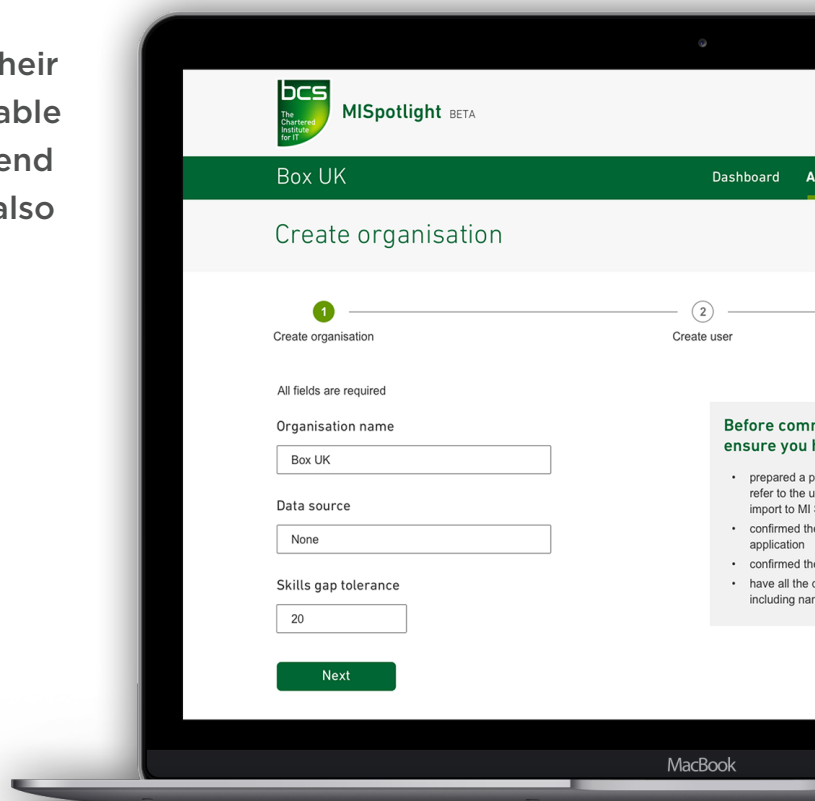 heir
able
end
also
bcs
The
Chartered
Institute
for IT
MISpotlight BETA
Box UK
Dashboard A
Create organisation
1
2
Create organisation
Create user
All fields are required
Organisation name
Box UK
Data source
None
Skills gap tolerance
20
Next
Before com
ensure you h
• prepared a p
refer to the u
import to MI S
• confirmed the
application
• confirmed the
• have all the c
including nar
MacBook